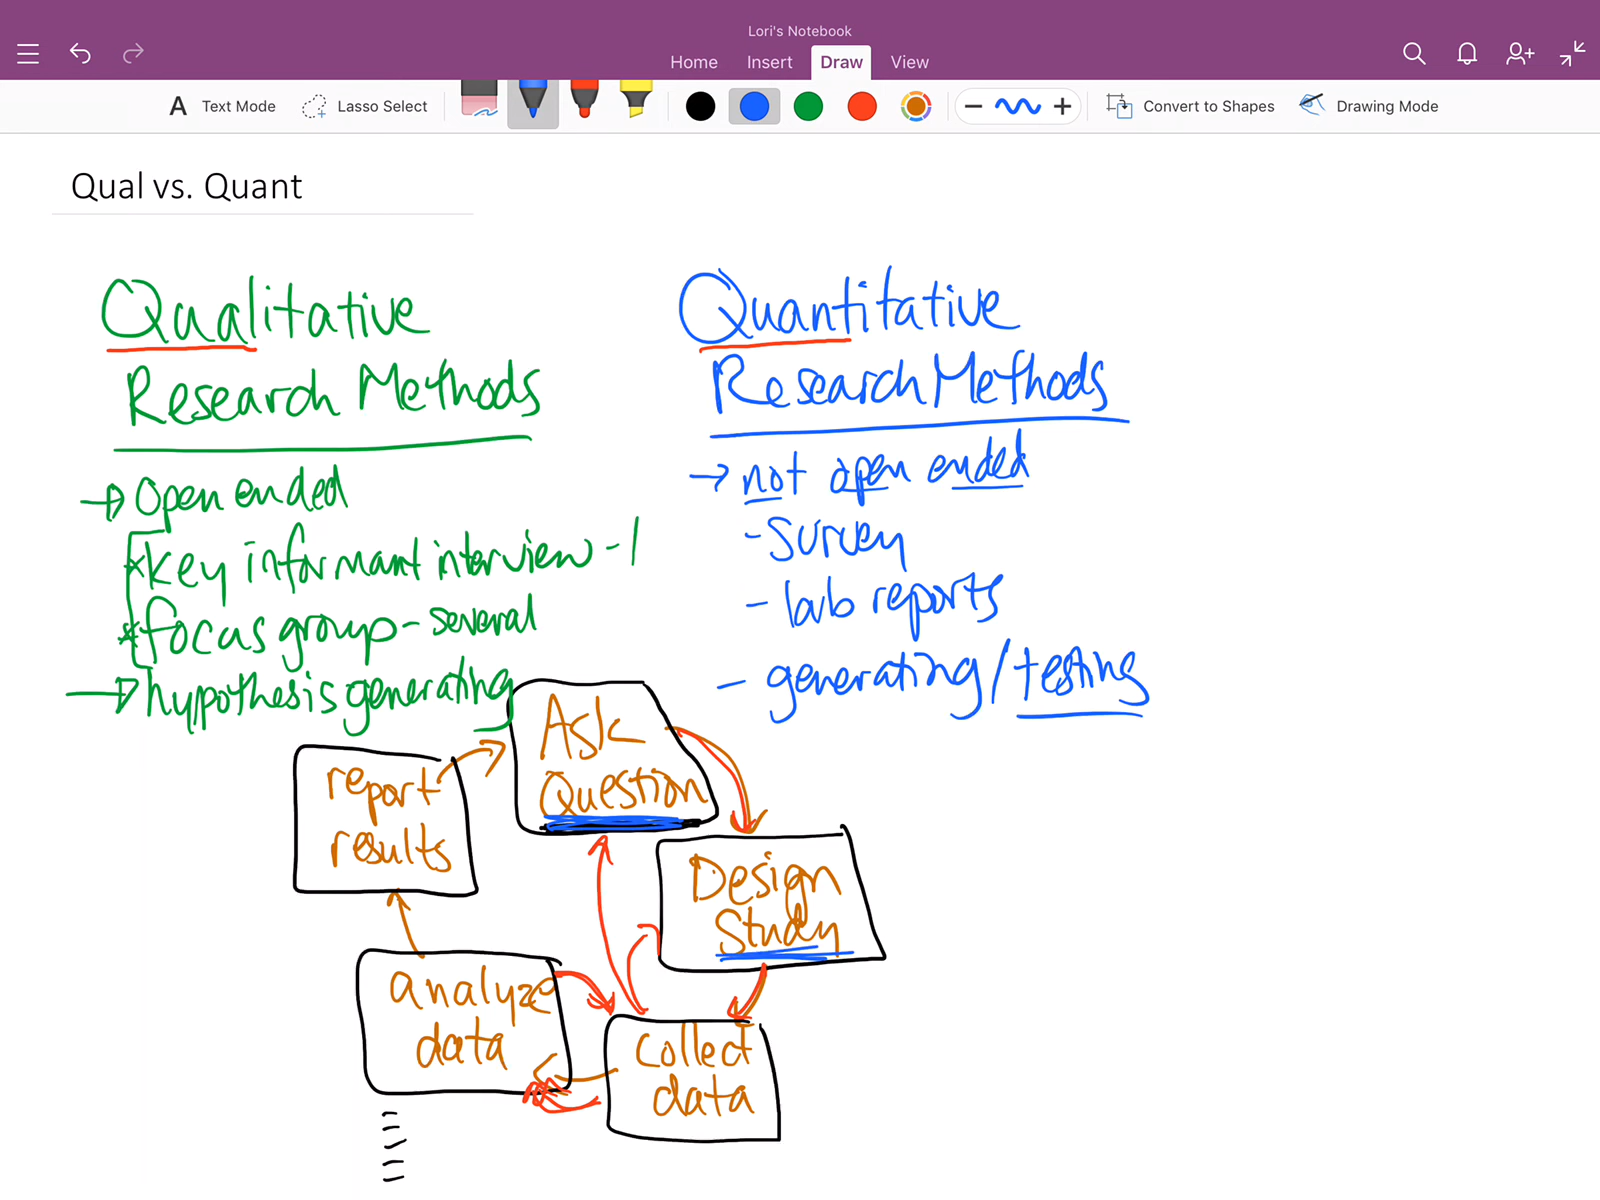 Lori's Notebook
Home Insert Draw View
A Text Mode Lasso Select Convert to Shapes Drawing Mode
Qual vs. Quant
Qualitative
Research Methods
→ Open ended
* key informant interview - 1
* focus group - several
→ hypothesis generating
Quantitative
Research Methods
→ not open ended
- Survey
- lab reports
- generating/testing
Ask
Question
Design
Study
Collect
data
analyze
data
report
results